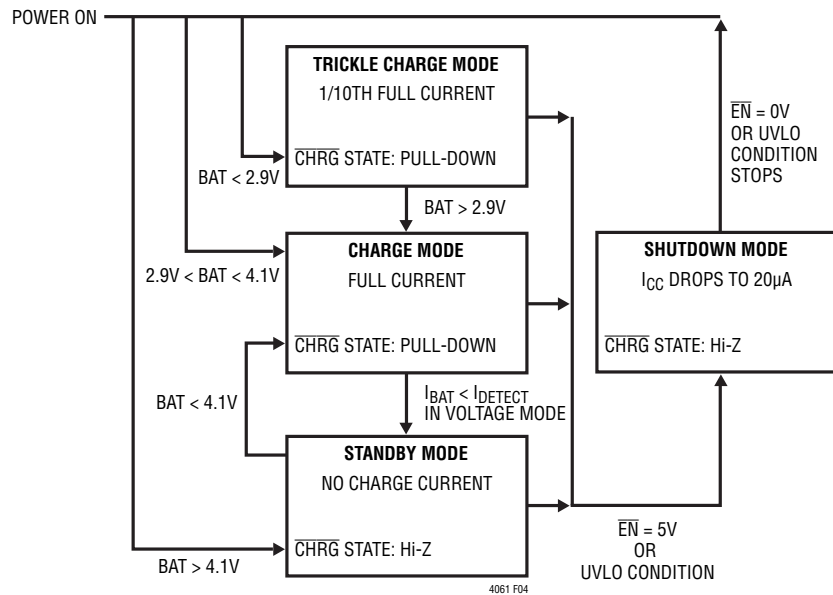 POWER ON
TRICKLE CHARGE MODE
1/10TH FULL CURRENT
CHRG STATE: PULL-DOWN
BAT < 2.9V
BAT > 2.9V
CHARGE MODE
FULL CURRENT
2.9V < BAT < 4.1V
CHRG STATE: PULL-DOWN
BAT < 4.1V
IBAT < IDETECT
IN VOLTAGE MODE
STANDBY MODE
NO CHARGE CURRENT
CHRG STATE: Hi-Z
BAT > 4.1V
EN = 0V
OR UVLO
CONDITION
STOPS
SHUTDOWN MODE
ICC DROPS TO 20µA
CHRG STATE: Hi-Z
EN = 5V
OR
UVLO CONDITION
4061 F04